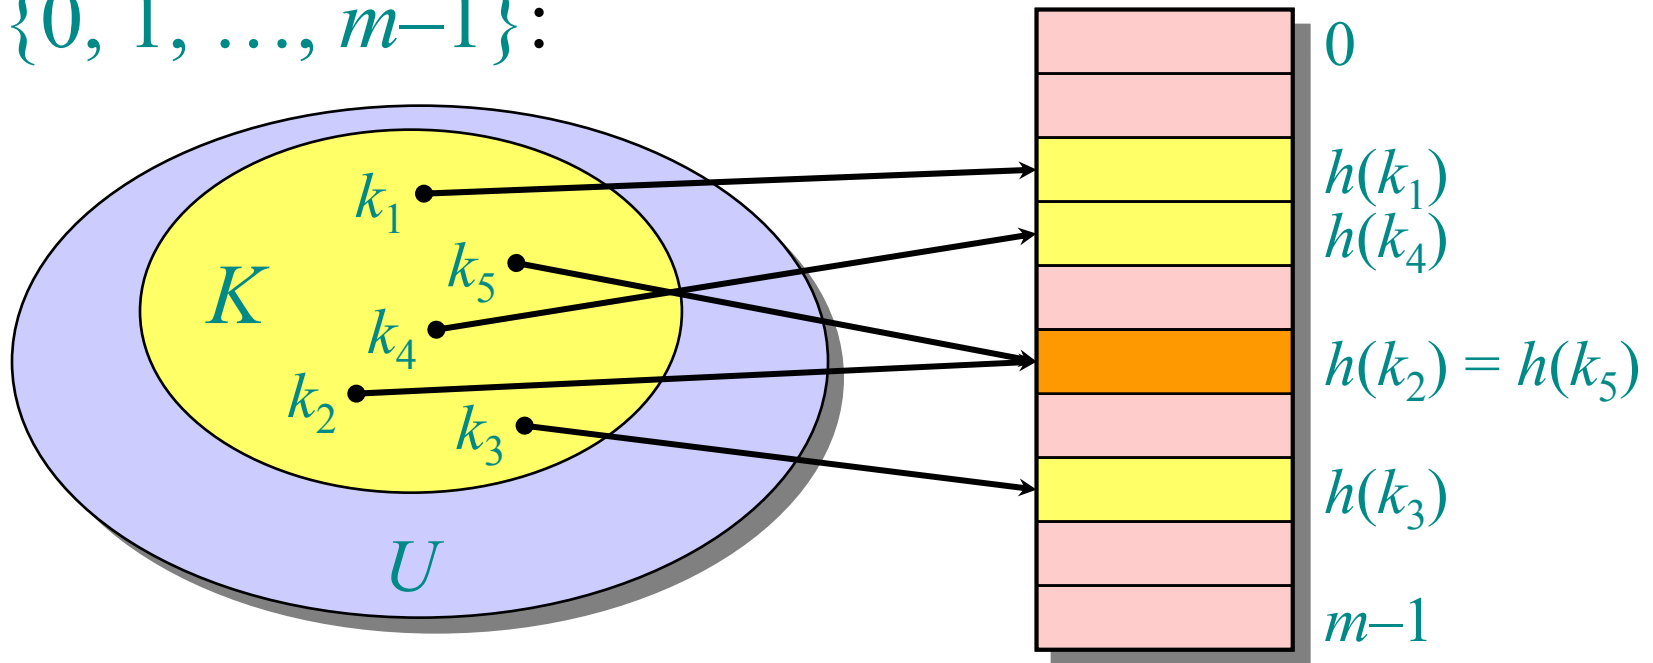 {0, 1, …, m–1}:
0
k₁
h(k₁)
k₅
h(k₄)
K
k₄
h(k₂) = h(k₅)
k₂
k₃
h(k₃)
U
m–1